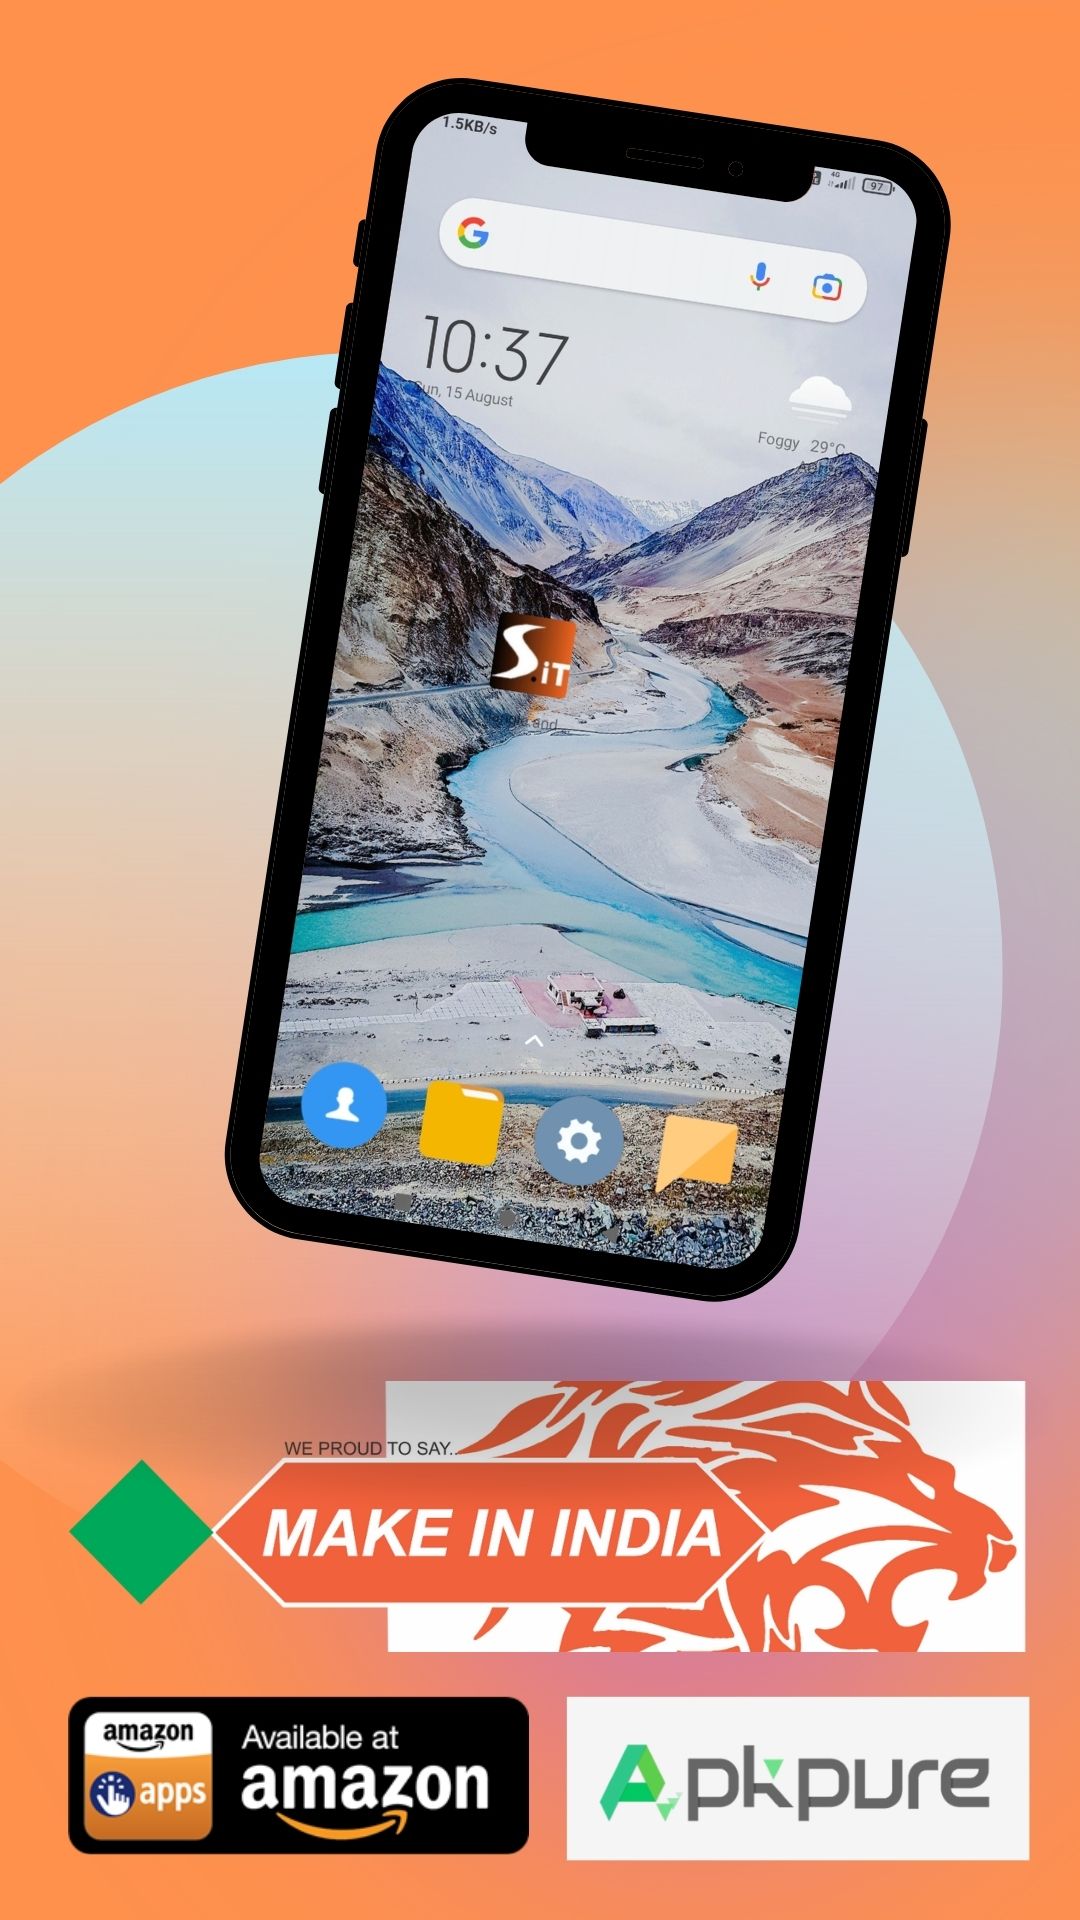 1.5KB/s
4G
97
G
10:37
Sun, 15 August
Foggy 29°C
S.iT
WE PROUD TO SAY..
MAKE IN INDIA
amazon
apps
Available at
amazon
Apkpure